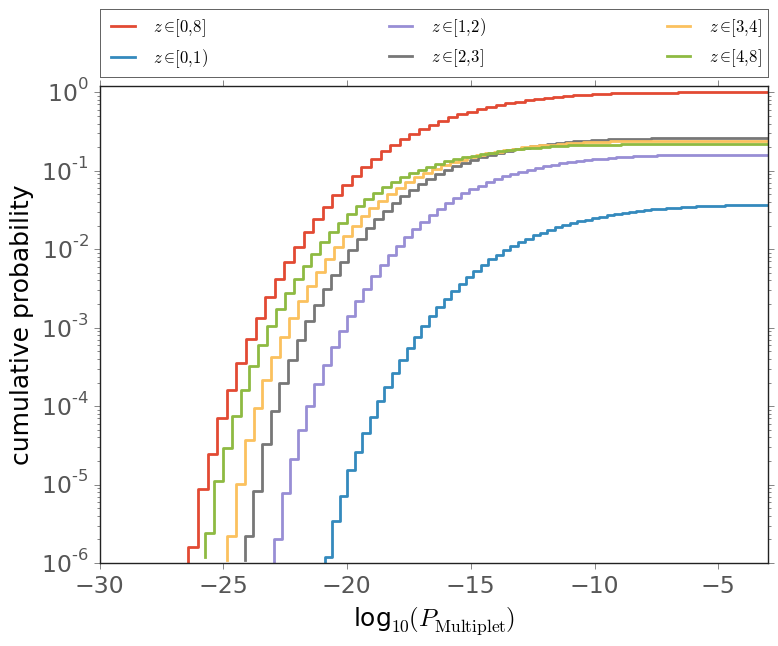 z∈[0,8] z∈[1,2) z∈[3,4]
z∈[0,1) z∈[2,3] z∈[4,8]
10^0
10^-1
10^-2
10^-3
10^-4
10^-5
10^-6
cumulative probability
−30 −25 −20 −15 −10 −5
log_10(P_Multiplet)